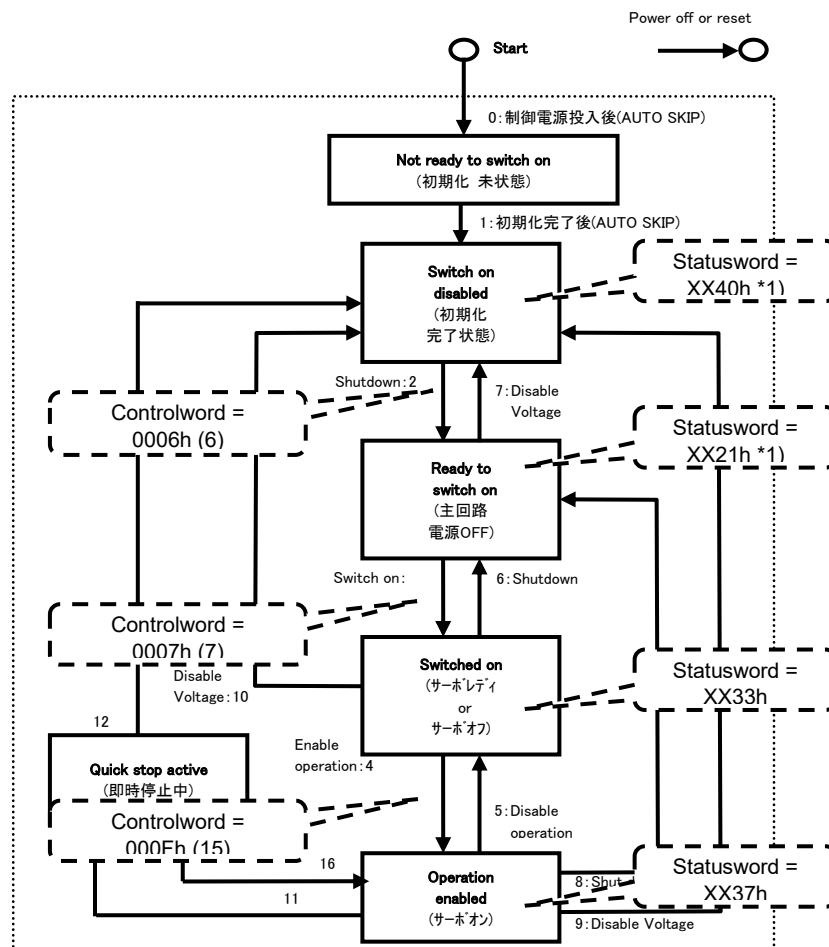 Power off or reset
Start
0:制御電源投入後(AUTO SKIP)
Not ready to switch on
(初期化 未状態)
1:初期化完了後(AUTO SKIP)
Switch on
disabled
(初期化
完了状態)
Statusword =
XX40h *1)
Shutdown:2
7:Disable
Voltage
Controlword =
0006h (6)
Statusword =
XX21h *1)
Ready to
switch on
(主回路
電源OFF)
Switch on:
6:Shutdown
Controlword =
0007h (7)
Disable
Voltage:10
Switched on
(サーボレディ
or
サーボオフ)
Statusword =
XX33h
12
Enable
operation:4
Quick stop active
(即時停止中)
5:Disable
operation
Controlword =
000Fh (15)
16
11
Operation
enabled
(サーボオン)
8:Shut
Statusword =
XX37h
9:Disable Voltage